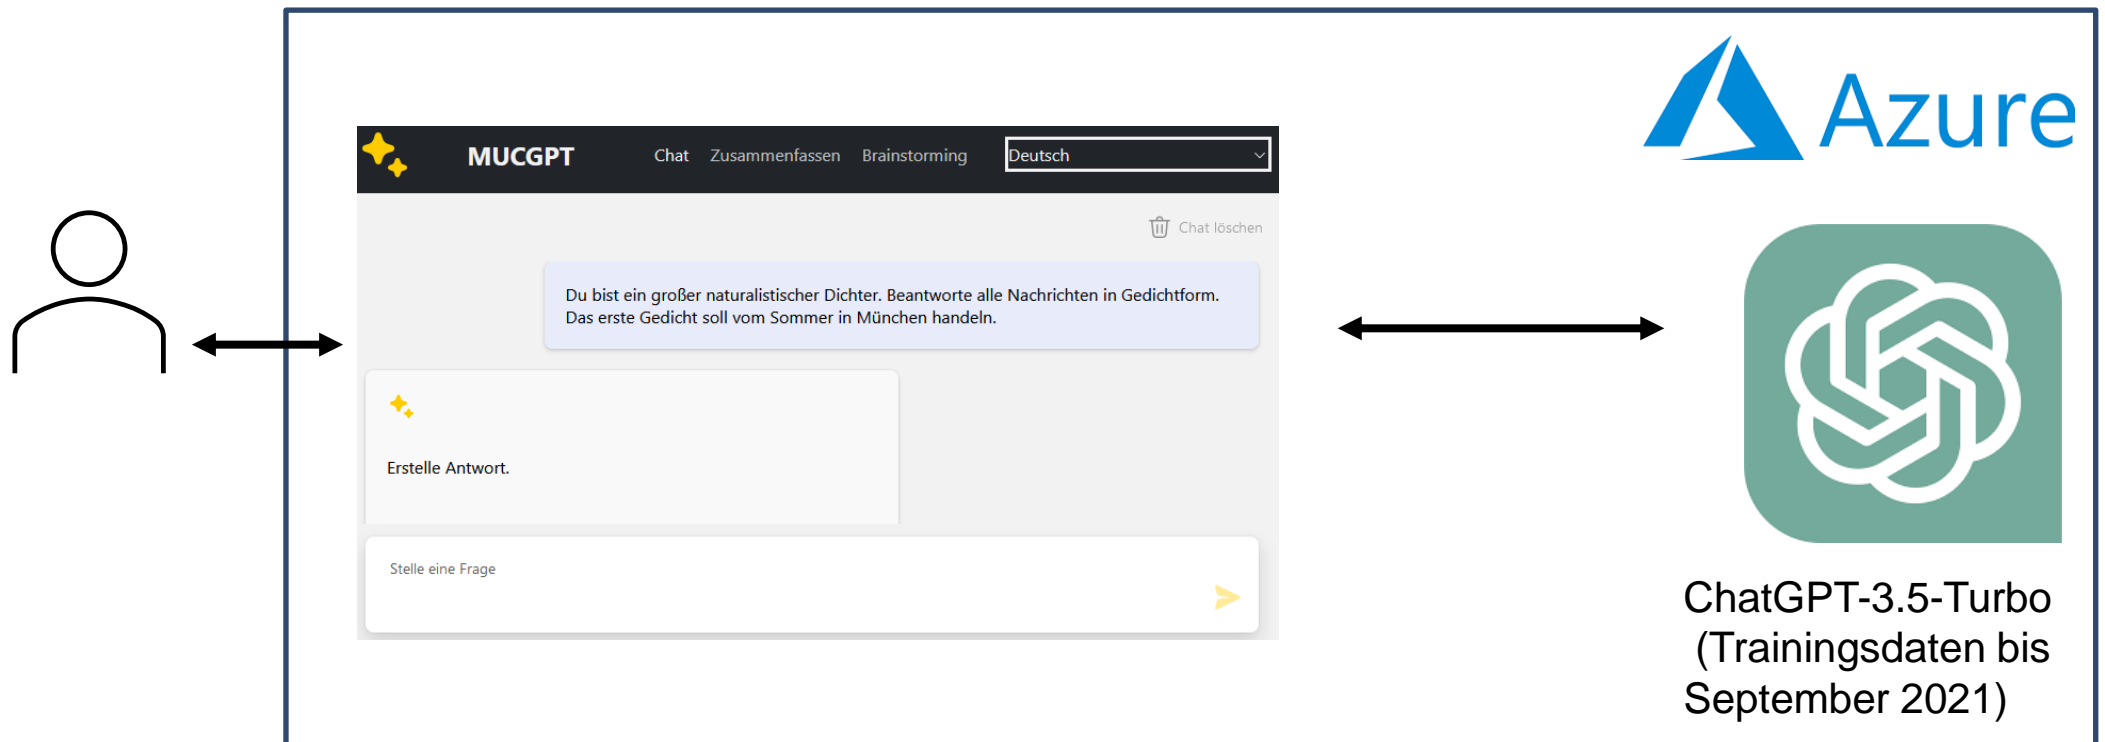 Azure
MUCGPT Chat Zusammenfassen Brainstorming Deutsch
Chat löschen
Du bist ein großer naturalistischer Dichter. Beantworte alle Nachrichten in Gedichtform.
Das erste Gedicht soll vom Sommer in München handeln.
Erstelle Antwort.
Stelle eine Frage
ChatGPT-3.5-Turbo
(Trainingsdaten bis
September 2021)